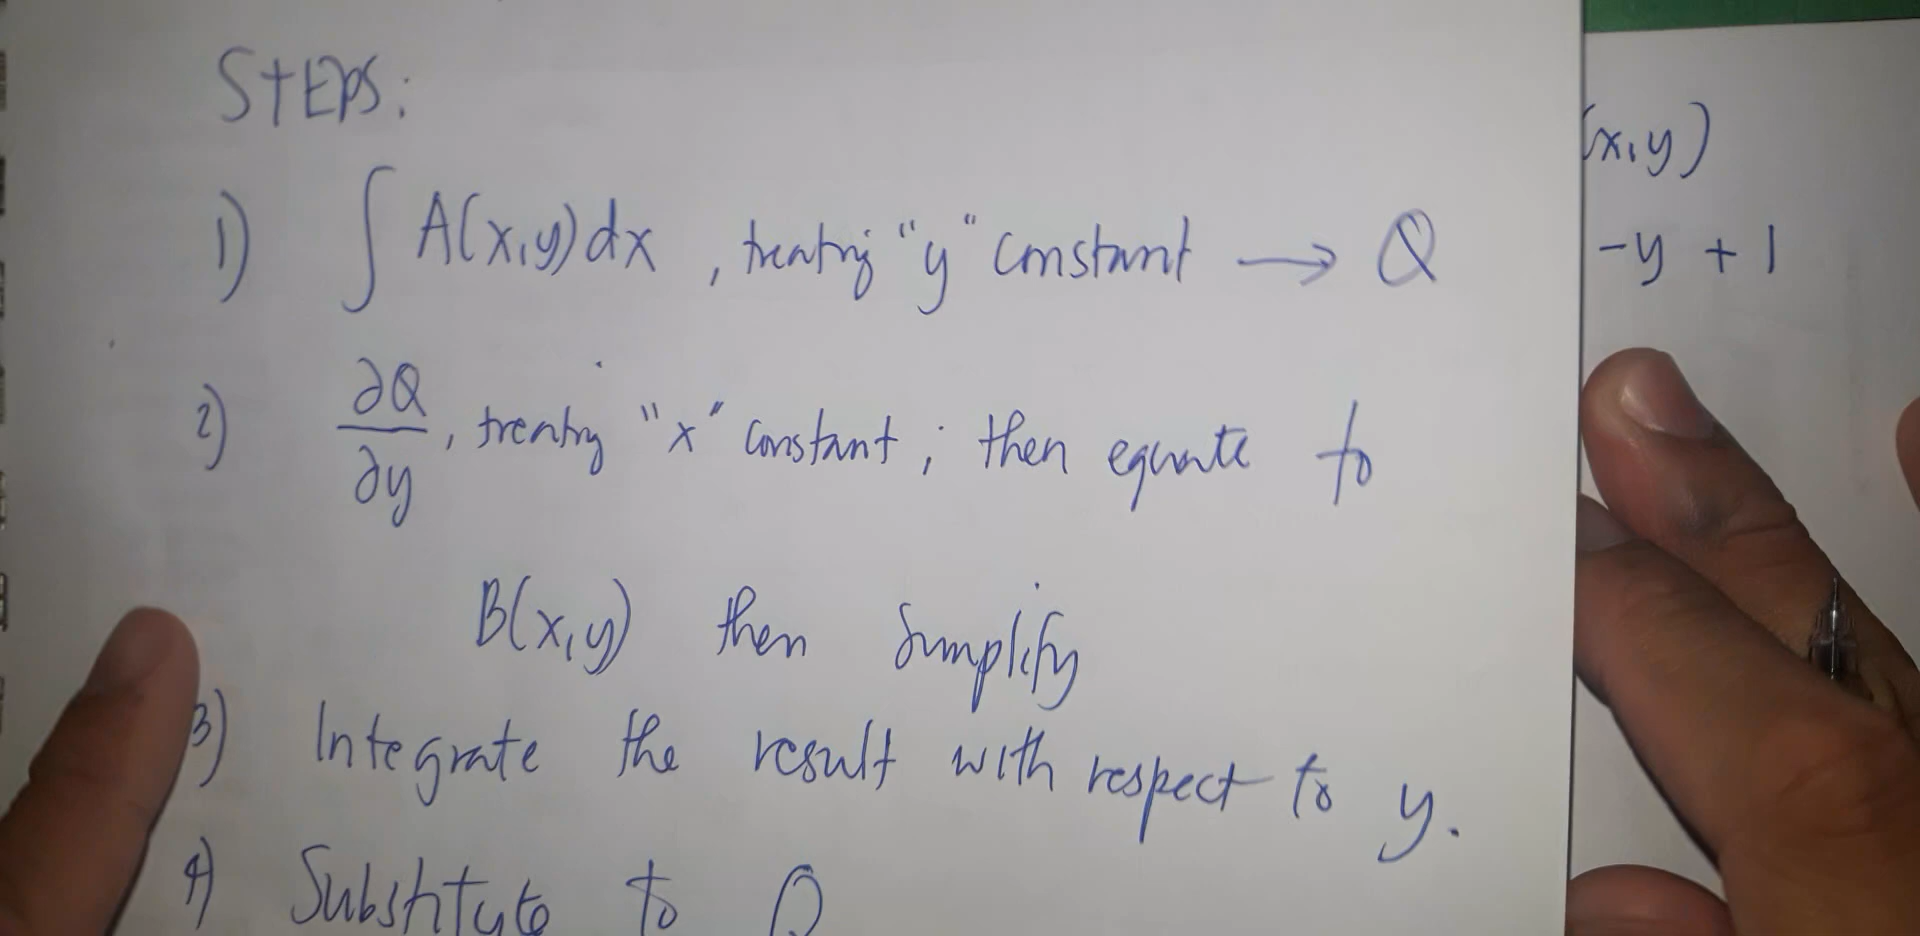 STEPS:
1) ∫ A(x,y) dx , treating "y" constant → Q
2) ∂Q/∂y , treating "x" constant ; then equate to
B(x,y) then simplify
3) Integrate the result with respect to y.
4) Substitute to Q
(x,y)
-y + 1